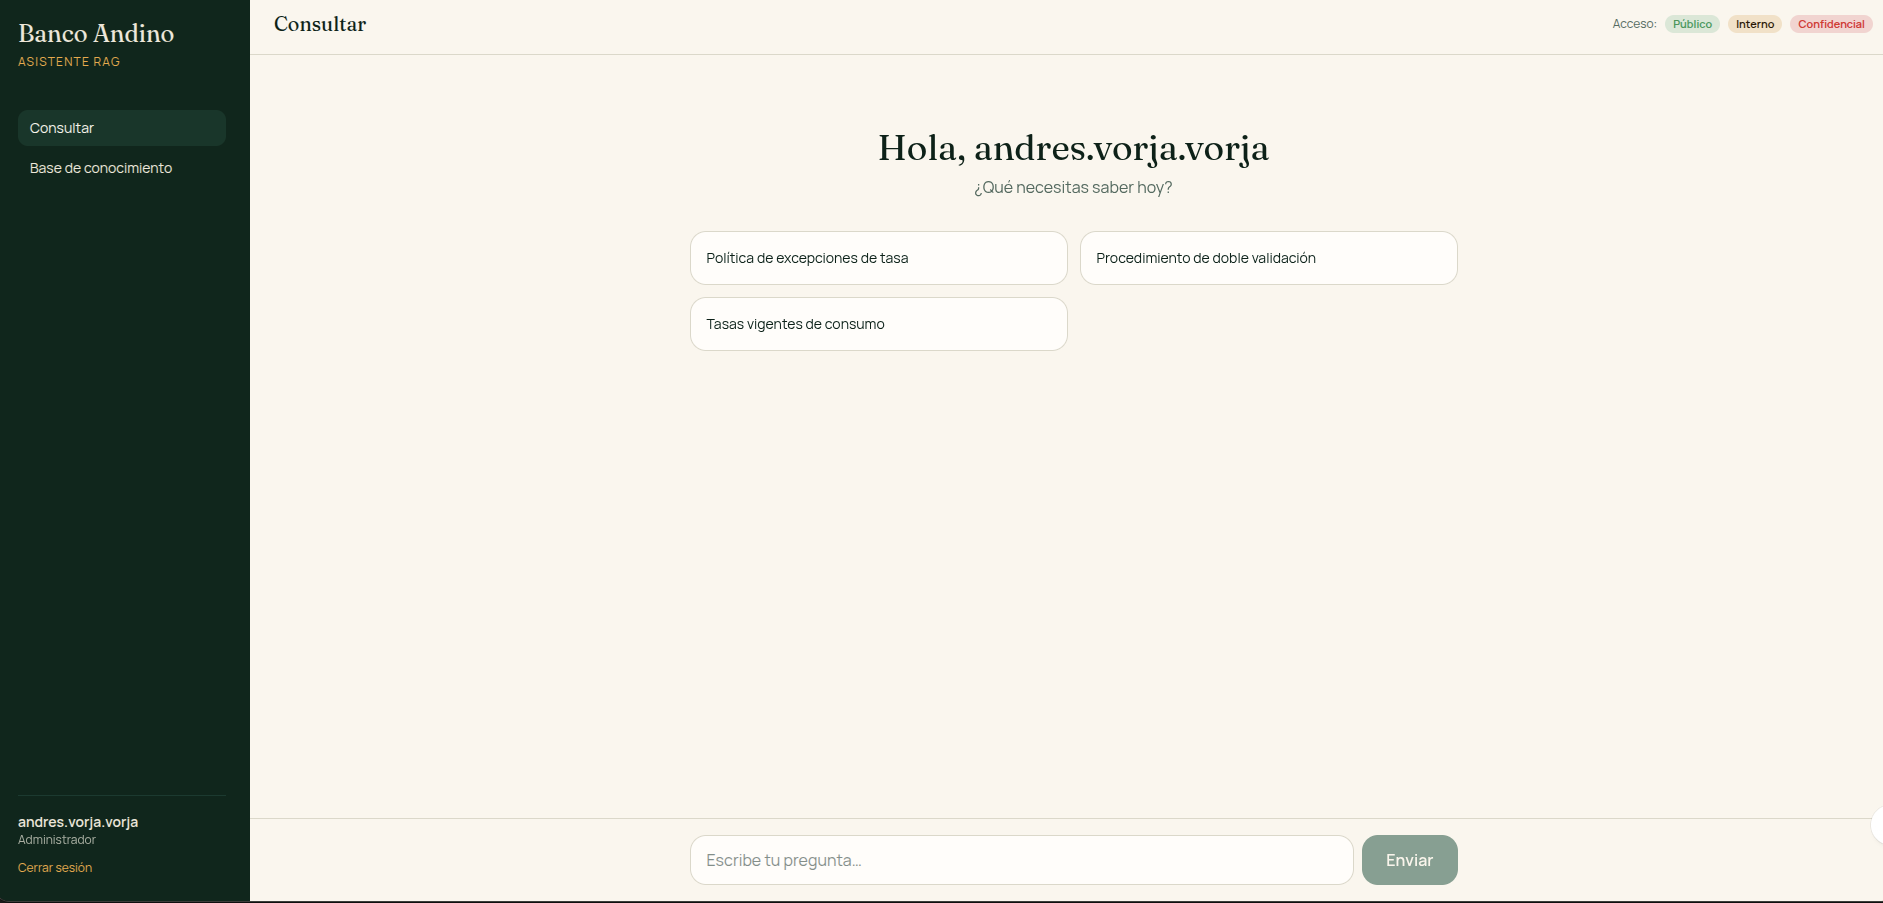 Banco Andino
ASISTENTE RAG
Consultar
Base de conocimiento
andres.vorja.vorja
Administrador
Cerrar sesión
Consultar
Acceso: Público Interno Confidencial
Hola, andres.vorja.vorja
¿Qué necesitas saber hoy?
Política de excepciones de tasa
Procedimiento de doble validación
Tasas vigentes de consumo
Escribe tu pregunta...
Enviar